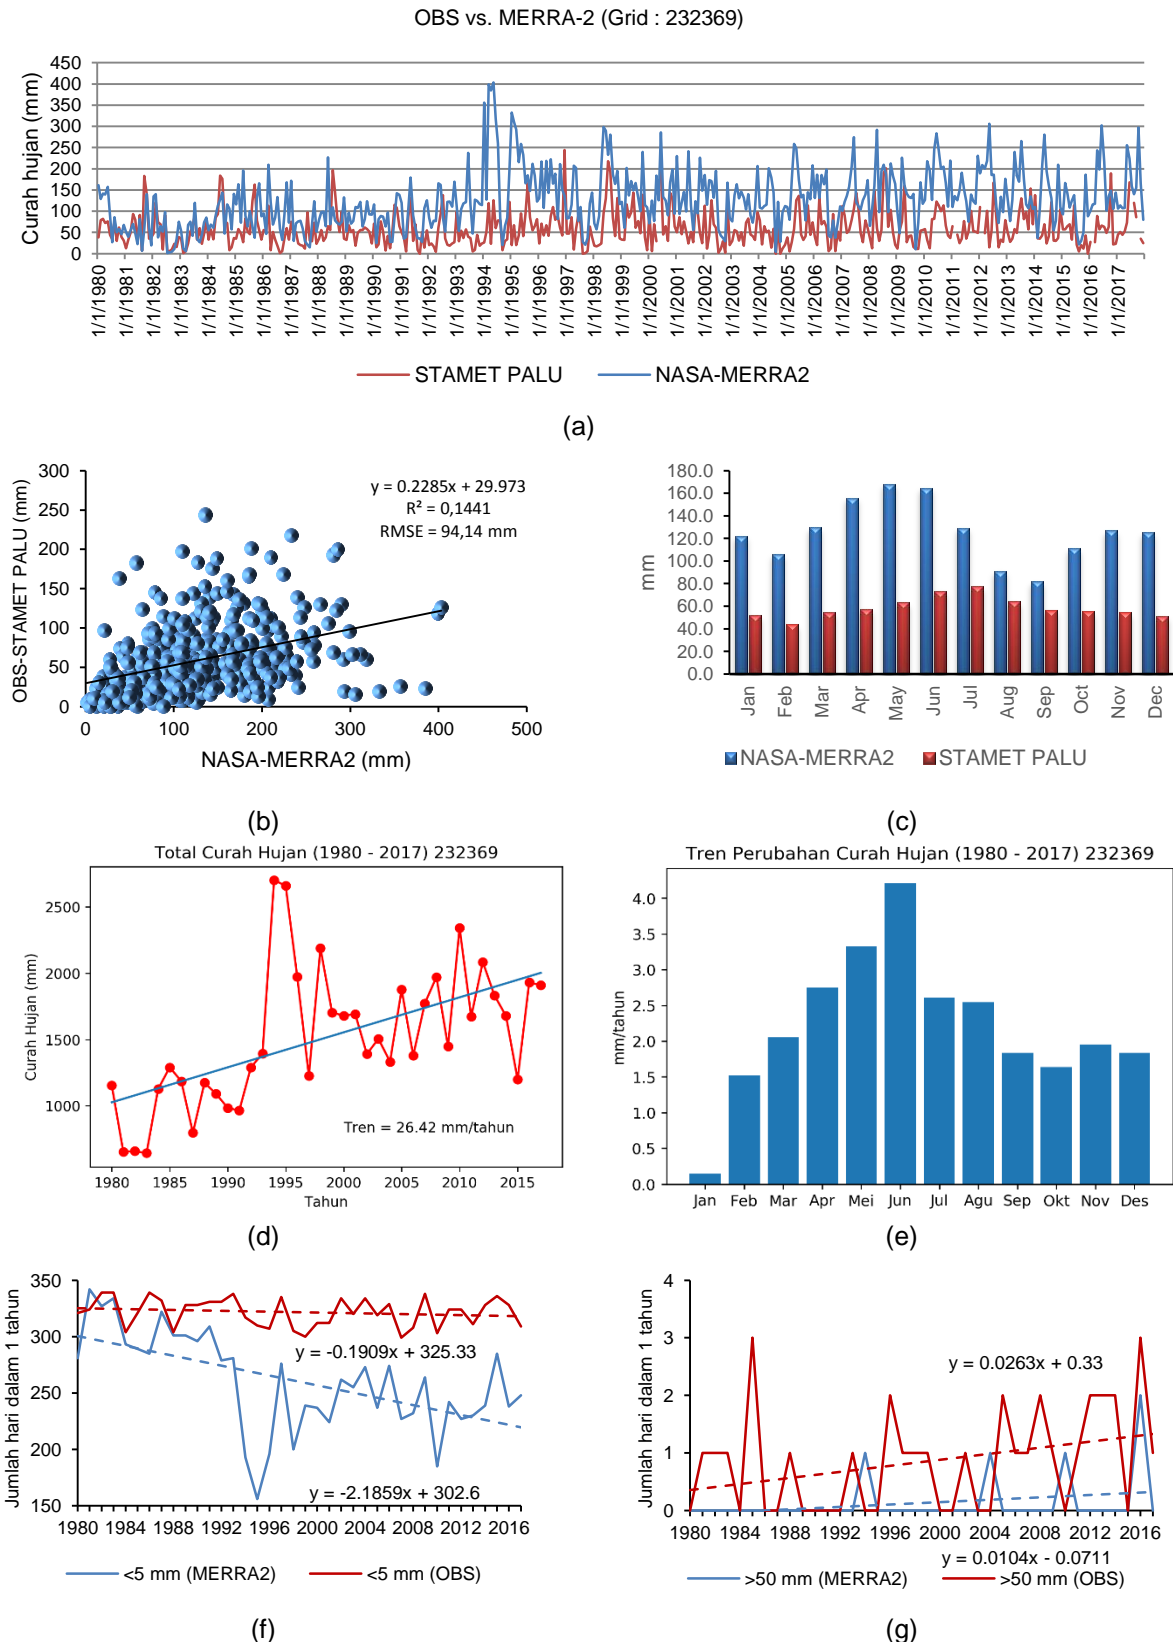 OBS vs. MERRA-2 (Grid : 232369)
Curah hujan (mm)
450
400
350
300
250
200
150
100
50
0
1/1/1980
1/1/1981
1/1/1982
1/1/1983
1/1/1984
1/1/1985
1/1/1986
1/1/1987
1/1/1988
1/1/1989
1/1/1990
1/1/1991
1/1/1992
1/1/1993
1/1/1994
1/1/1995
1/1/1996
1/1/1997
1/1/1998
1/1/1999
1/1/2000
1/1/2001
1/1/2002
1/1/2003
1/1/2004
1/1/2005
1/1/2006
1/1/2007
1/1/2008
1/1/2009
1/1/2010
1/1/2011
1/1/2012
1/1/2013
1/1/2014
1/1/2015
1/1/2016
1/1/2017
STAMET PALU NASA-MERRA2
(a)
OBS-STAMET PALU (mm)
300
250
200
150
100
50
0
y = 0.2285x + 29.973
R² = 0,1441
RMSE = 94,14 mm
0 100 200 300 400 500
NASA-MERRA2 (mm)
(b)
mm
180.0
160.0
140.0
120.0
100.0
80.0
60.0
40.0
20.0
0.0
Jan Feb Mar Apr May Jun Jul Aug Sep Oct Nov Dec
NASA-MERRA2 STAMET PALU
(c)
Total Curah Hujan (1980 - 2017) 232369
Curah Hujan (mm)
2500
2000
1500
1000
Tren = 26.42 mm/tahun
1980 1985 1990 1995 2000 2005 2010 2015
Tahun
(d)
Tren Perubahan Curah Hujan (1980 - 2017) 232369
mm/tahun
4.0
3.5
3.0
2.5
2.0
1.5
1.0
0.5
0.0
Jan Feb Mar Apr Mei Jun Jul Agu Sep Okt Nov Des
(e)
Jumlah hari dalam 1 tahun
350
300
250
200
150
y = -0.1909x + 325.33
y = -2.1859x + 302.6
1980 1984 1988 1992 1996 2000 2004 2008 2012 2016
<5 mm (MERRA2) <5 mm (OBS)
(f)
Jumlah hari dalam 1 tahun
4
3
2
1
0
y = 0.0263x + 0.33
1980 1984 1988 1992 1996 2000 2004 2008 2012 2016
y = 0.0104x - 0.0711
>50 mm (MERRA2) >50 mm (OBS)
(g)